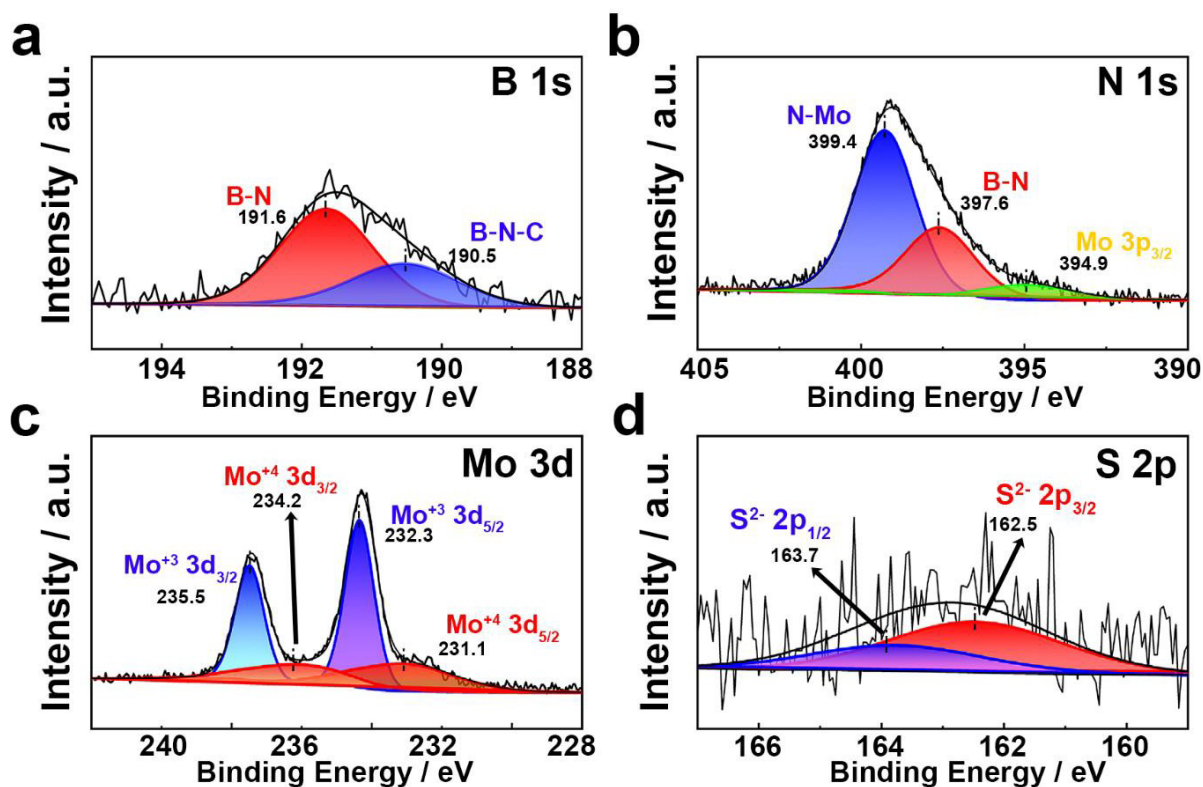 a
B 1s
Intensity / a.u.
B-N
191.6
B-N-C
190.5
194 192 190 188
Binding Energy / eV
b
N 1s
Intensity / a.u.
N-Mo
399.4
B-N
397.6
Mo 3p3/2
394.9
405 400 395 390
Binding Energy / eV
c
Mo 3d
Intensity / a.u.
Mo+4 3d3/2
234.2
Mo+3 3d5/2
232.3
Mo+3 3d3/2
235.5
Mo+4 3d5/2
231.1
240 236 232 228
Binding Energy / eV
d
S 2p
Intensity / a.u.
S2- 2p3/2
162.5
S2- 2p1/2
163.7
166 164 162 160
Binding Energy / eV